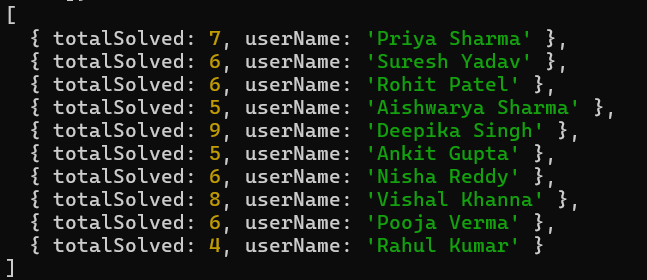 [
  { totalSolved: 7, userName: 'Priya Sharma' },
  { totalSolved: 6, userName: 'Suresh Yadav' },
  { totalSolved: 6, userName: 'Rohit Patel' },
  { totalSolved: 5, userName: 'Aishwarya Sharma' },
  { totalSolved: 9, userName: 'Deepika Singh' },
  { totalSolved: 5, userName: 'Ankit Gupta' },
  { totalSolved: 6, userName: 'Nisha Reddy' },
  { totalSolved: 8, userName: 'Vishal Khanna' },
  { totalSolved: 6, userName: 'Pooja Verma' },
  { totalSolved: 4, userName: 'Rahul Kumar' }
]